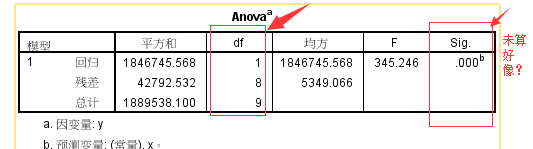 Anovaᵃ
模型 平方和 df 均方 F Sig.
1 回归 1846745.568 1 1846745.568 345.246 .000ᵇ
残差 42792.532 8 5349.066
总计 1889538.100 9
a. 因变量: y
b. 预测变量: (常量), x。
未算
好
像?